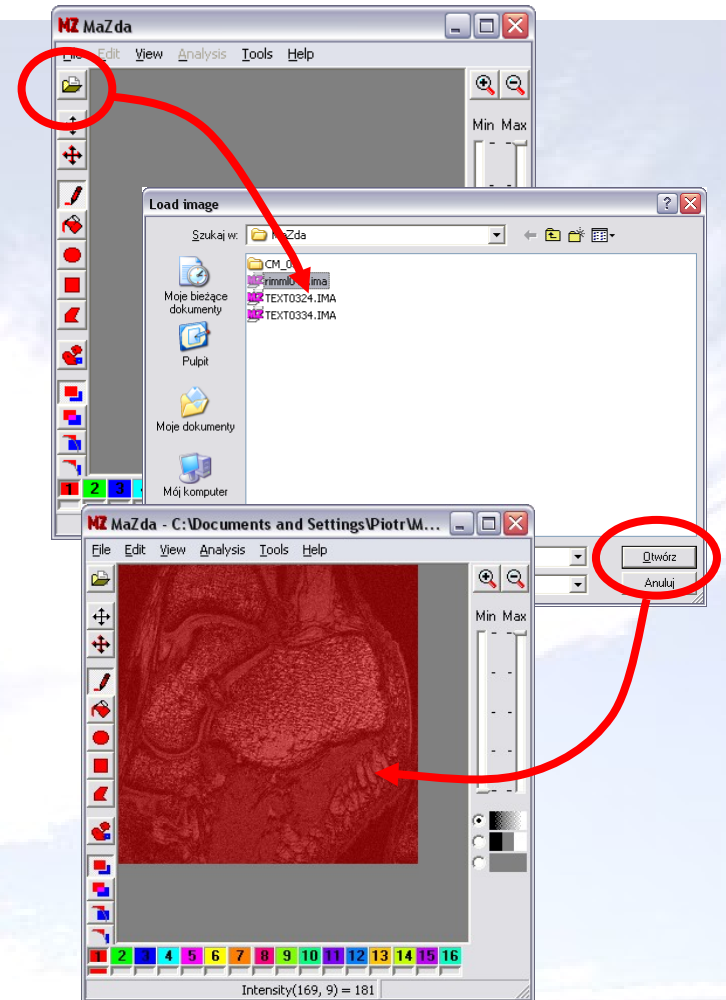 MZ MaZda
File Edit View Analysis Tools Help
Min Max
Load image
Szukaj w: MaZda
CM_0
TEXT0324.IMA
TEXT0334.IMA
Moje bieżące
dokumenty
Pulpit
Moje dokumenty
Mój komputer
Otwórz
Anuluj
1 2 3
MZ MaZda - C:\Documents and Settings\Piotr\M...
File Edit View Analysis Tools Help
Min Max
1 2 3 4 5 6 7 8 9 10 11 12 13 14 15 16
Intensity(169, 9) = 181